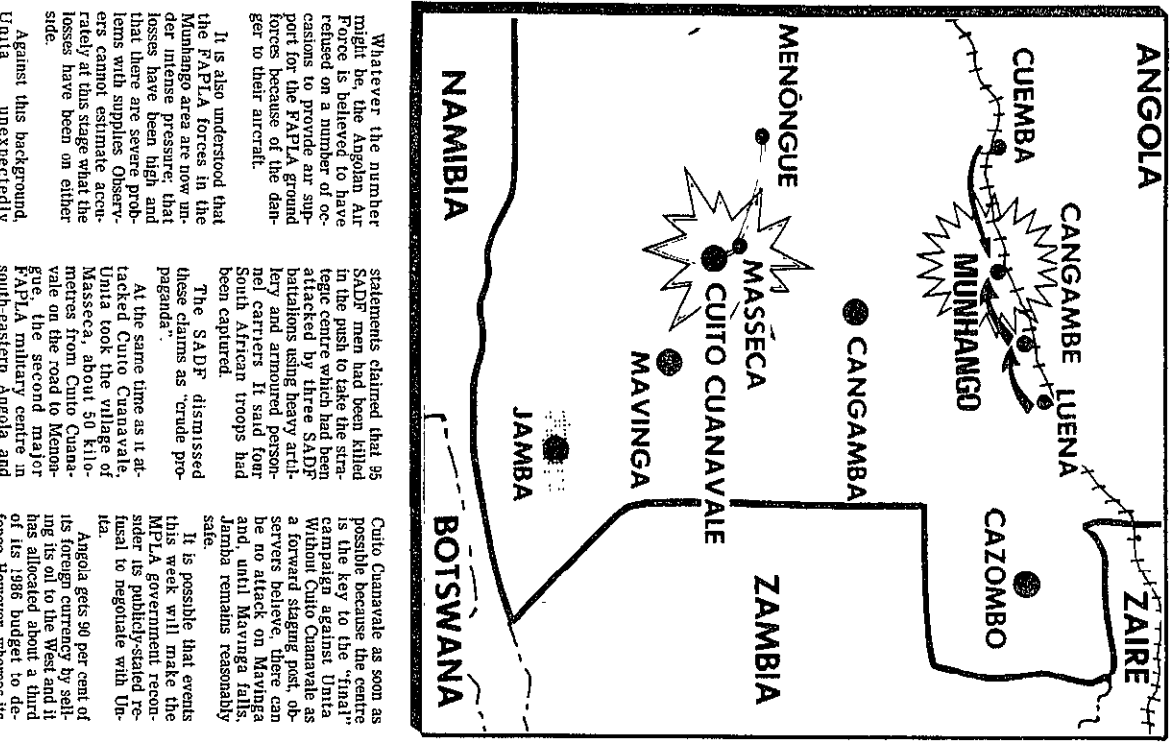 ANGOLA
ZAIRE
CUEMBA
CANGAMBE
LUENA
CAZOMBO
MUNHANGO
MENONGUE
MASSECA
CANGAMBA
ZAMBIA
CUITO CUANAVALE
MAVINGA
JAMBA
NAMIBIA
BOTSWANA
Whatever the number
might be, the Angolan Air
Force is believed to have
refused on a number of oc-
casions to provide air sup-
port for the FAPLA ground
forces because of the dan-
ger to their aircraft.
It is also understood that
the FAPLA forces in the
Munhango area are now un-
der intense pressure; that
losses have been high and
that there are severe prob-
lems with supplies Observ-
ers cannot estimate accu-
rately at this stage what the
losses have been on either
side.
Against this background,
Unita unexpectedly
statements claimed that 95
SADF men had been killed
in the push to take the stra-
tegic centre which had been
attacked by three SADF
battalions using heavy artil-
lery and armoured person-
nel carriers It said four
South African troops had
been captured.
The SADF dismissed
these claims as "crude pro-
paganda".
At the same time as it at-
tacked Cuito Cuanavale,
Unita took the village of
Masseca, about 50 kilo-
metres from Cuito Cuana-
vale on the road to Menon-
gue, the second major
FAPLA military centre in
south-eastern Angola and
Cuito Cuanavale as soon as
possible because the centre
is the key to the "final"
campaign against Unita
Without Cuito Cuanavale as
a forward staging post, ob-
servers believe, there can
be no attack on Mavinga
and, until Mavinga falls,
Jamba remains reasonably
safe.
It is possible that events
this week will make the
MPLA government recon-
sider its publicly-stated re-
fusal to negotiate with Un-
ita.
Angola gets 90 per cent of
its foreign currency by sell-
ing its oil to the West and it
has allocated about a third
of its 1986 budget to de-